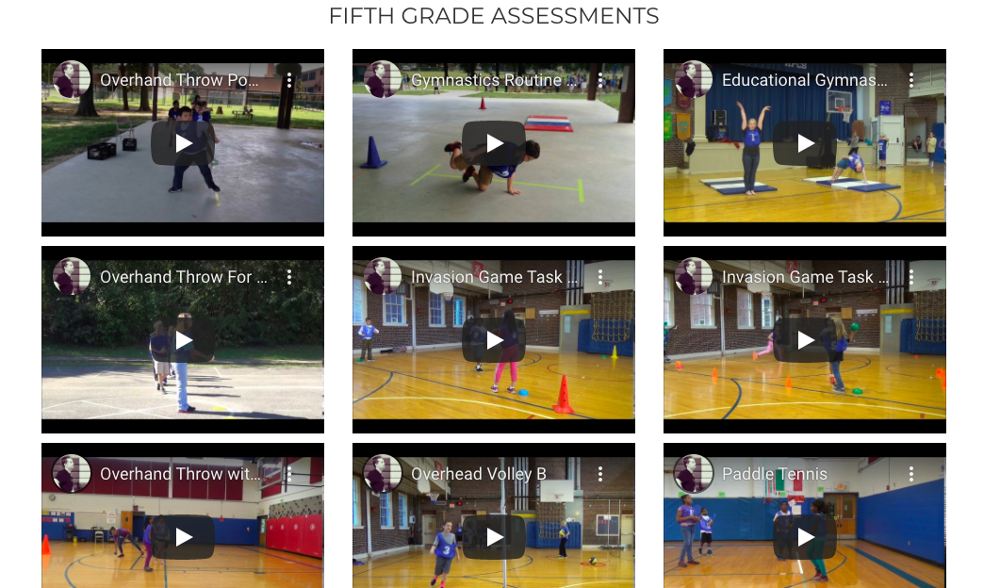 FIFTH GRADE ASSESSMENTS
Overhand Throw Po...
Gymnastics Routine ...
Educational Gymnas...
Overhand Throw For ...
Invasion Game Task ...
Invasion Game Task ...
Overhand Throw wit...
Overhead Volley B
Paddle Tennis
3